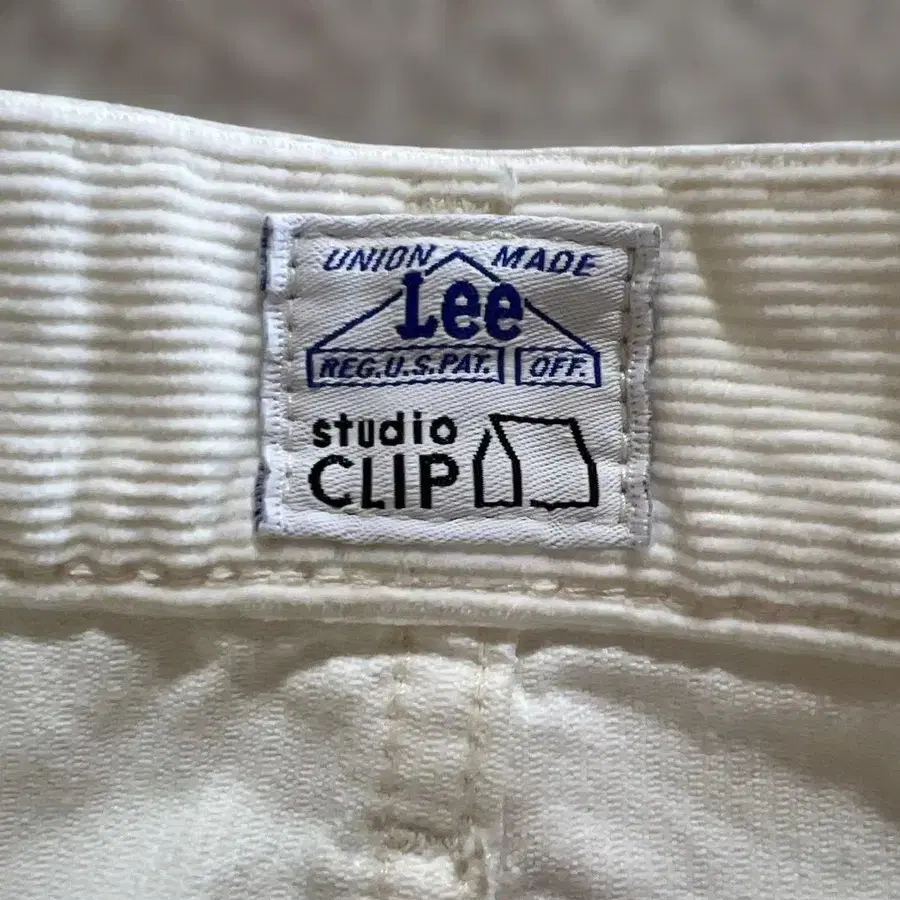 UNION MADE
Lee
REG.U.S.PAT. OFF.
studio
CLIP